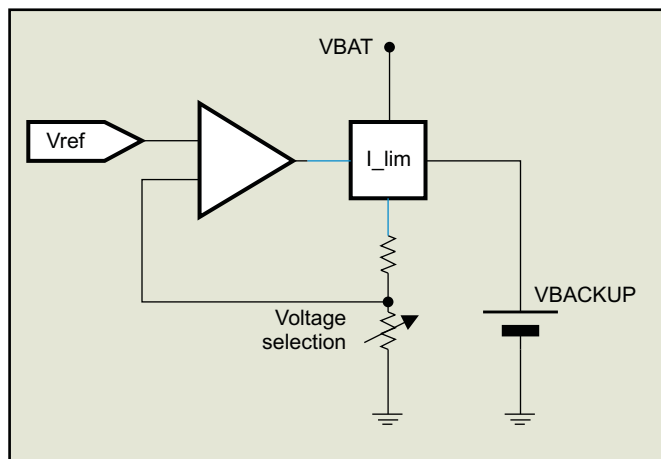 VBAT
Vref
I_lim
VBACKUP
Voltage
selection